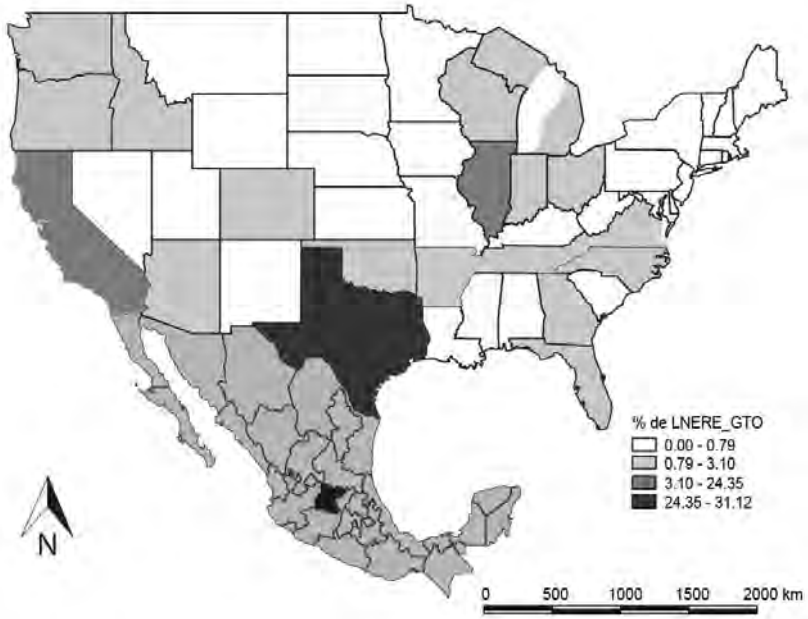 % de LNERE_GTO
0.00 - 0.79
0.79 - 3.10
3.10 - 24.35
24.35 - 31.12
N
0 500 1000 1500 2000 km